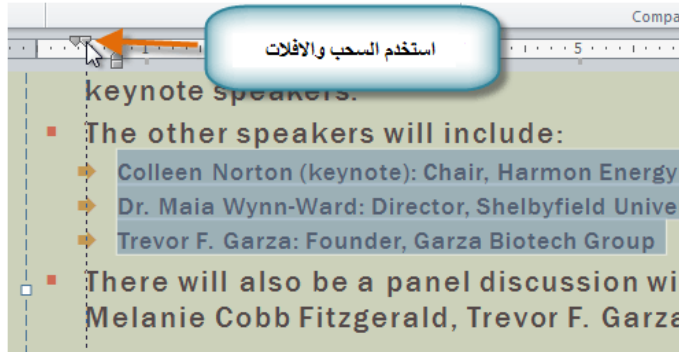 Compa
1 5
استخدم السحب والافلات
keynote speakers.
The other speakers will include:
Colleen Norton (keynote): Chair, Harmon Energy
Dr. Maia Wynn-Ward: Director, Shelbyfield Unive
Trevor F. Garza: Founder, Garza Biotech Group
There will also be a panel discussion wi
Melanie Cobb Fitzgerald, Trevor F. Garza